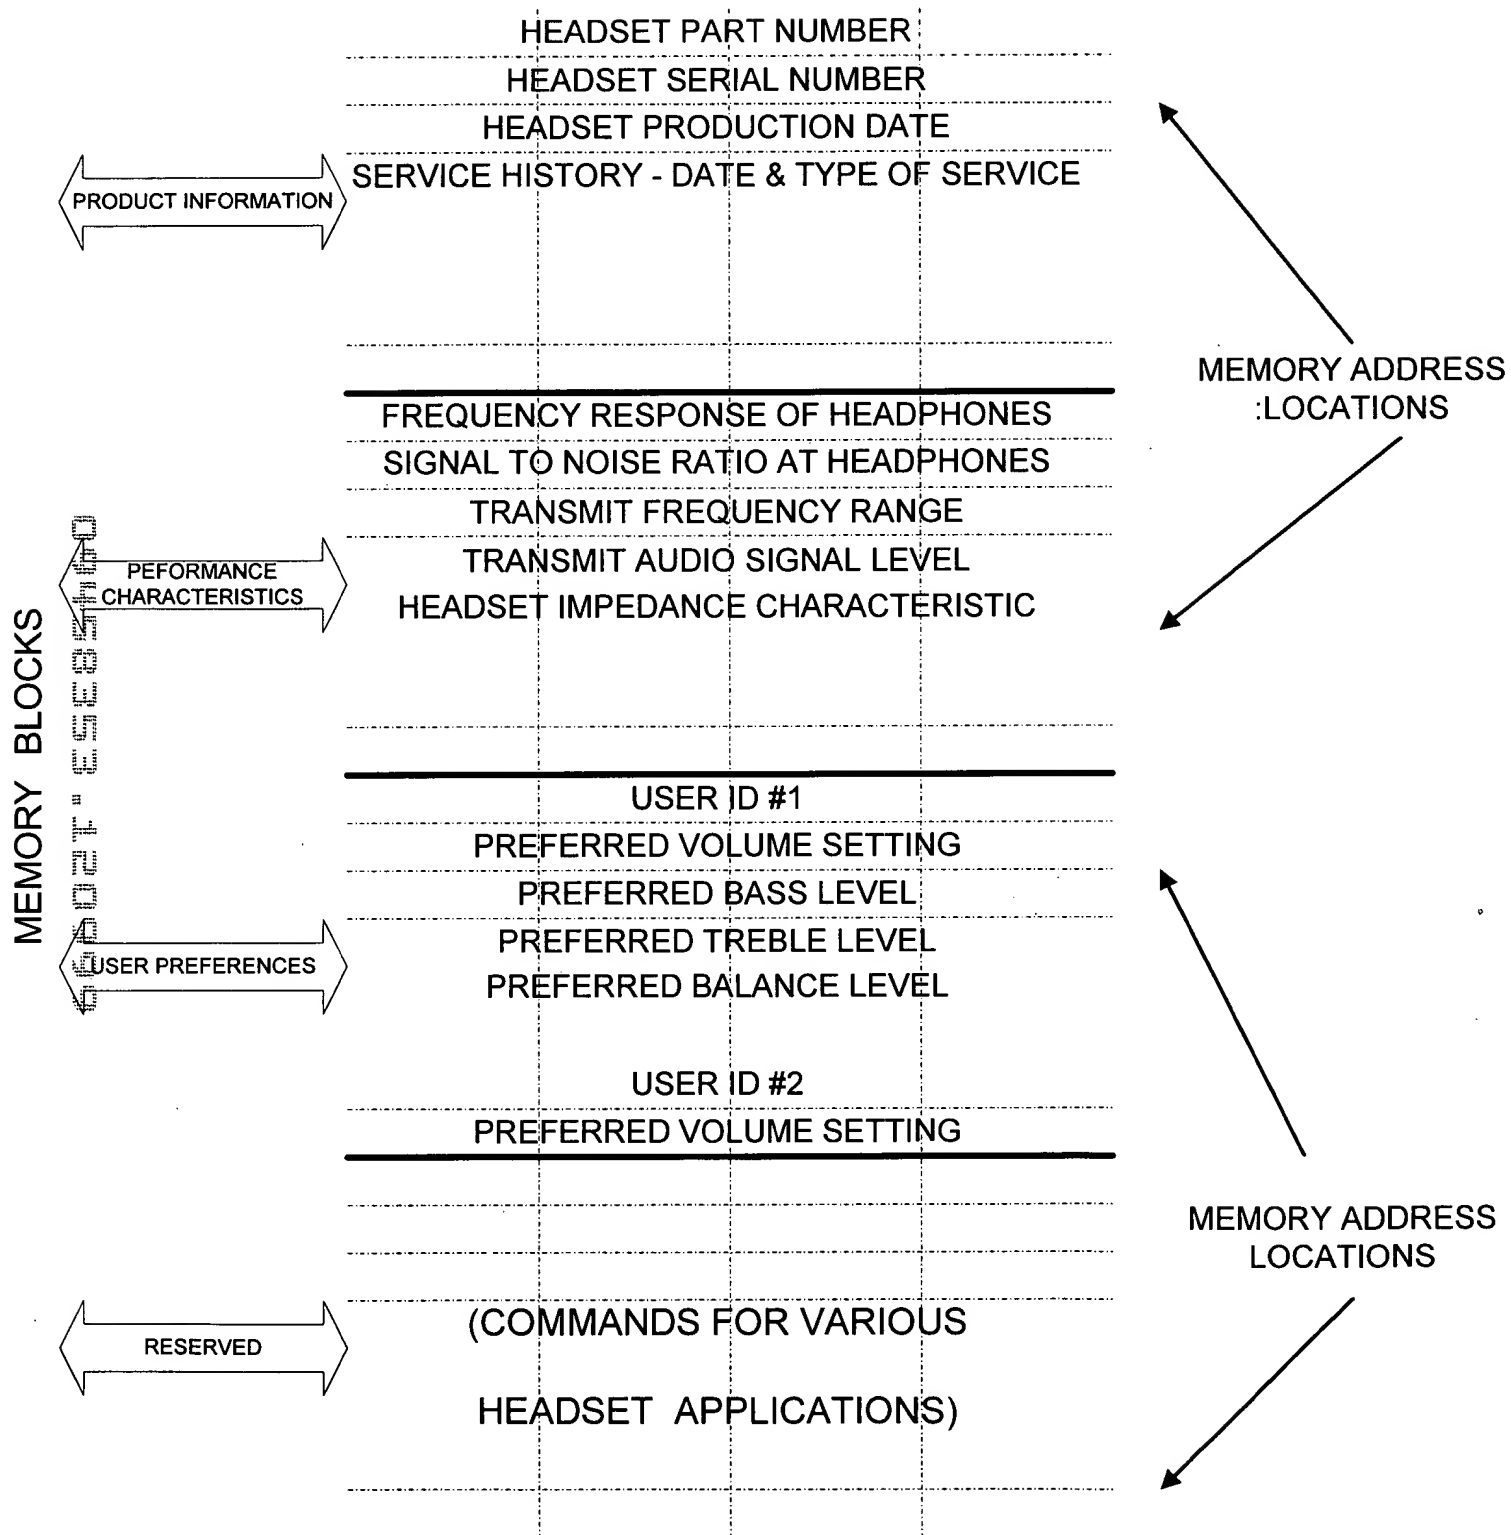 HEADSET PART NUMBER
HEADSET SERIAL NUMBER
HEADSET PRODUCTION DATE
SERVICE HISTORY - DATE & TYPE OF SERVICE
PRODUCT INFORMATION
MEMORY ADDRESS
:LOCATIONS
FREQUENCY RESPONSE OF HEADPHONES
SIGNAL TO NOISE RATIO AT HEADPHONES
TRANSMIT FREQUENCY RANGE
TRANSMIT AUDIO SIGNAL LEVEL
HEADSET IMPEDANCE CHARACTERISTIC
PEFORMANCE
CHARACTERISTICS
MEMORY BLOCKS
USER ID #1
PREFERRED VOLUME SETTING
PREFERRED BASS LEVEL
PREFERRED TREBLE LEVEL
PREFERRED BALANCE LEVEL
USER PREFERENCES
USER ID #2
PREFERRED VOLUME SETTING
MEMORY ADDRESS
LOCATIONS
(COMMANDS FOR VARIOUS
HEADSET APPLICATIONS)
RESERVED